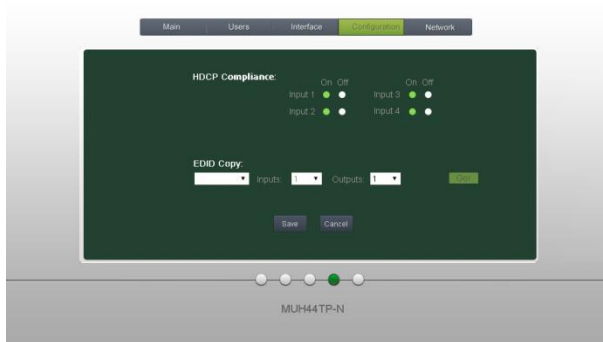 Main Users Interface Configuration Network
HDCP Compliance:
On Off On Off
Input 1 Input 3
Input 2 Input 4
EDID Copy:
Inputs: 1 Outputs: 1
Save Cancel
MUH44TP-N